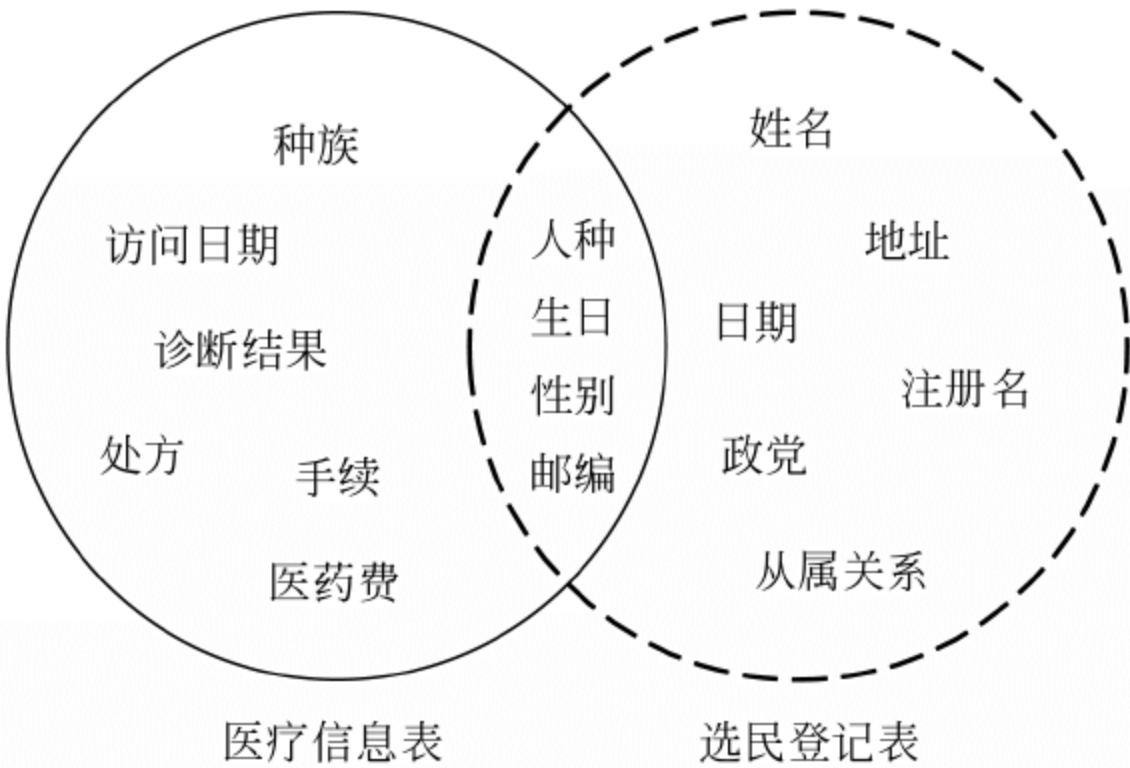 种族
访问日期
诊断结果
处方
手续
医药费
人种
生日
性别
邮编
姓名
地址
日期
注册名
政党
从属关系
医疗信息表
选民登记表